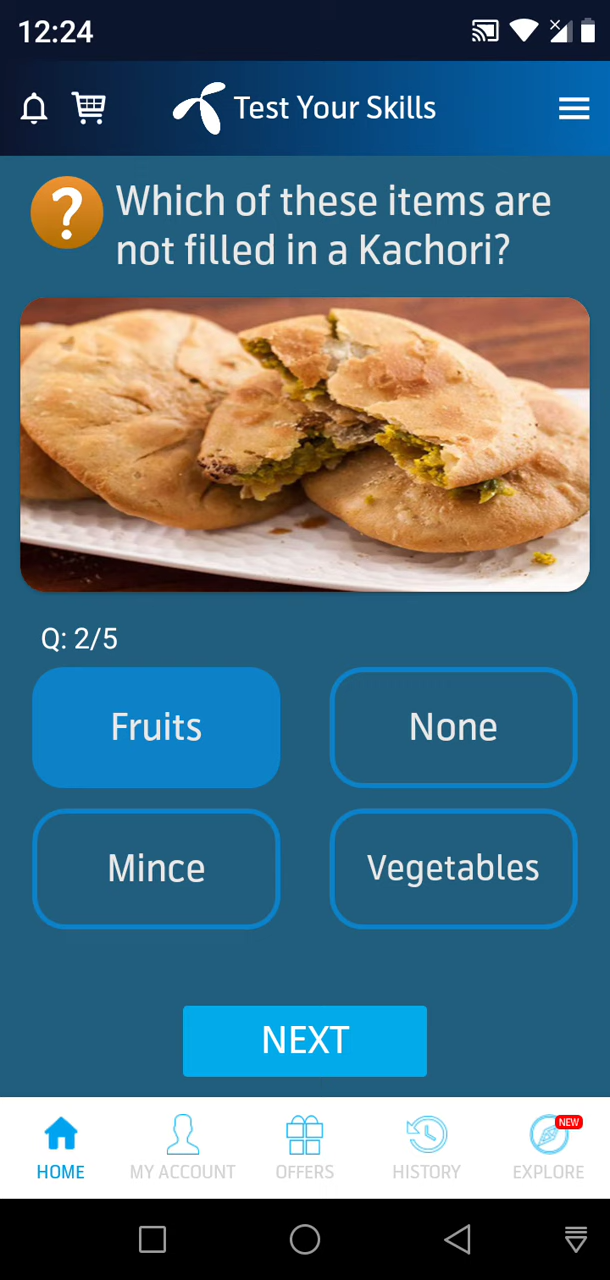 12:24
Test Your Skills
?
Which of these items are
not filled in a Kachori?
Q: 2/5
Fruits
None
Mince
Vegetables
NEXT
NEW
HOME
MY ACCOUNT
OFFERS
HISTORY
EXPLORE